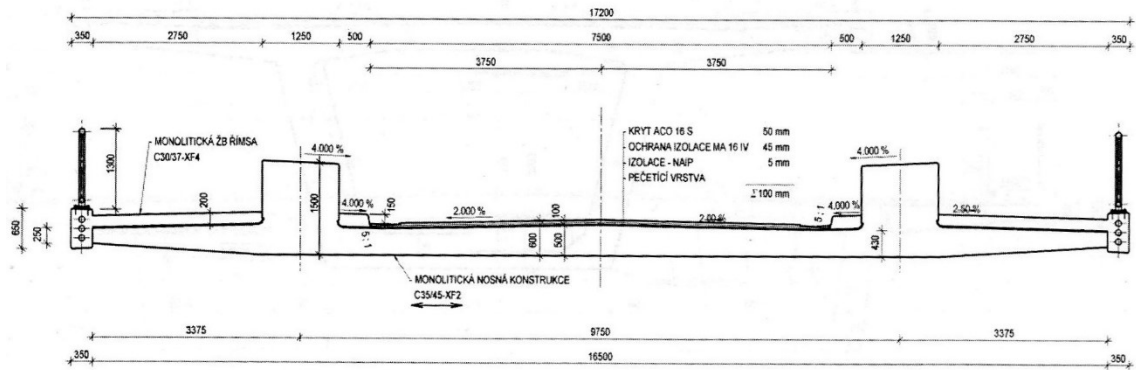 17200
350 2750 1250 500 7500 500 1250 2750 350
3750 3750
MONOLITICKÁ ŽB ŘÍMSA
C30/37-XF4
KRYT ACO 16 S 50 mm
OCHRANA IZOLACE MA 16 IV 45 mm
IZOLACE - NAIP 5 mm
PEČETÍCÍ VRSTVA
Σ 100 mm
4.000 % 4.000 %
1300 200 1500 4.000 % 150 2.000 % 100 2.00 % 5 : 1 4.000 % 2.50 %
650 250 5 : 1 600 500 430
MONOLITICKÁ NOSNÁ KONSTRUKCE
C35/45-XF2
3375 9750 3375
350 16500 350